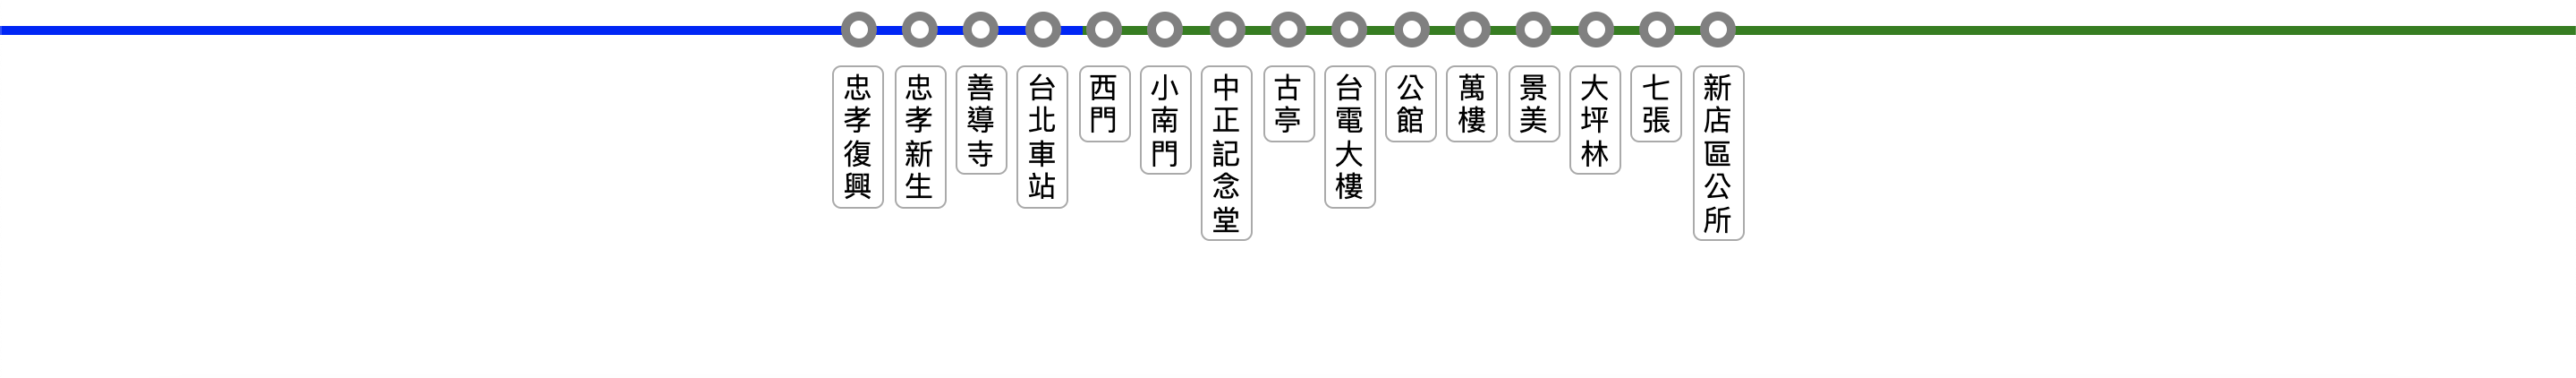 忠孝復興
忠孝新生
善導寺
台北車站
西門
小南門
中正記念堂
古亭
台電大樓
公館
萬樓
景美
大坪林
七張
新店區公所